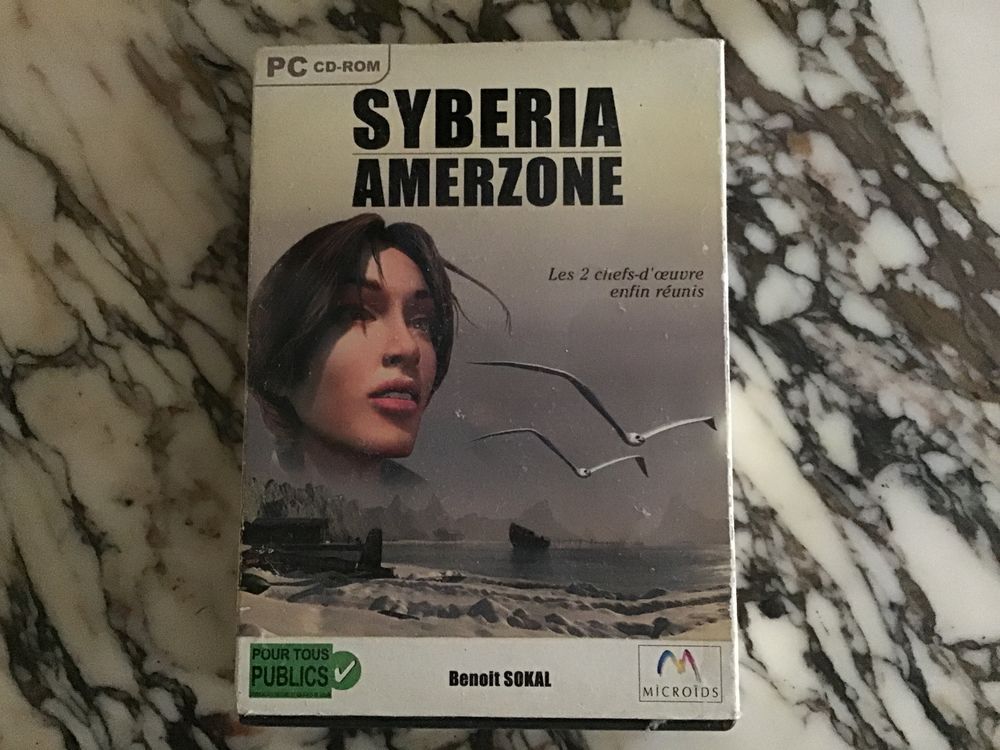 PC CD-ROM
SYBERIA
AMERZONE
Les 2 chefs-d'œuvre
enfin réunis
POUR TOUS
PUBLICS
Benoit SOKAL
MiCROïDS